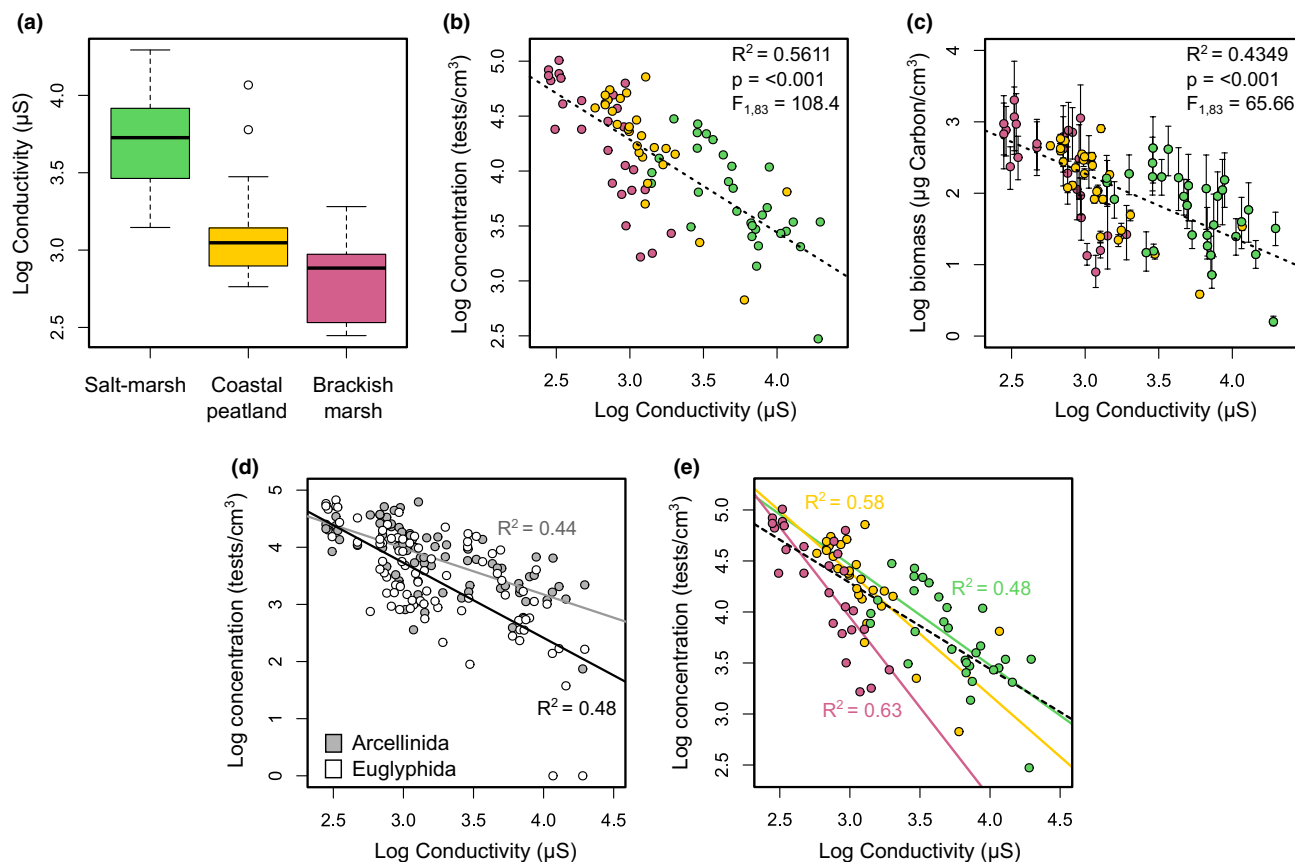 (a)
Log Conductivity (µS)
4.0
3.5
3.0
2.5
Salt-marsh
Coastal
peatland
Brackish
marsh
(b)
Log Concentration (tests/cm³)
5.0
4.5
4.0
3.5
3.0
2.5
R² = 0.5611
p = <0.001
F1,83 = 108.4
2.5 3.0 3.5 4.0
Log Conductivity (µS)
(c)
Log biomass (µg Carbon/cm³)
4
3
2
1
0
R² = 0.4349
p = <0.001
F1,83 = 65.66
2.5 3.0 3.5 4.0
Log Conductivity (µS)
(d)
Log concentration (tests/cm³)
5
4
3
2
1
0
R² = 0.44
R² = 0.48
Arcellinida
Euglyphida
2.5 3.0 3.5 4.0 4.5
Log Conductivity (µS)
(e)
Log concentration (tests/cm³)
5.0
4.5
4.0
3.5
3.0
2.5
R² = 0.58
R² = 0.48
R² = 0.63
2.5 3.0 3.5 4.0 4.5
Log Conductivity (µS)